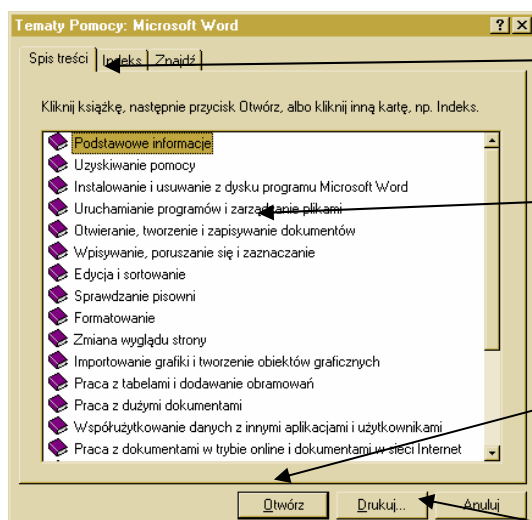 Tematy Pomocy: Microsoft Word
Spis treści Indeks Znajdź
Kliknij książkę, następnie przycisk Otwórz, albo kliknij inną kartę, np. Indeks.
Podstawowe informacje
Uzyskiwanie pomocy
Instalowanie i usuwanie z dysku programu Microsoft Word
Uruchamianie programów i zarządzanie plikami
Otwieranie, tworzenie i zapisywanie dokumentów
Wpisywanie, poruszanie się i zaznaczanie
Edycja i sortowanie
Sprawdzanie pisowni
Formatowanie
Zmiana wyglądu strony
Importowanie grafiki i tworzenie obiektów graficznych
Praca z tabelami i dodawanie obramowań
Praca z dużymi dokumentami
Współużytkowanie danych z innymi aplikacjami i użytkownikami
Praca z dokumentami w trybie online i dokumentami w sieci Internet
Otwórz Drukuj... Anuluj